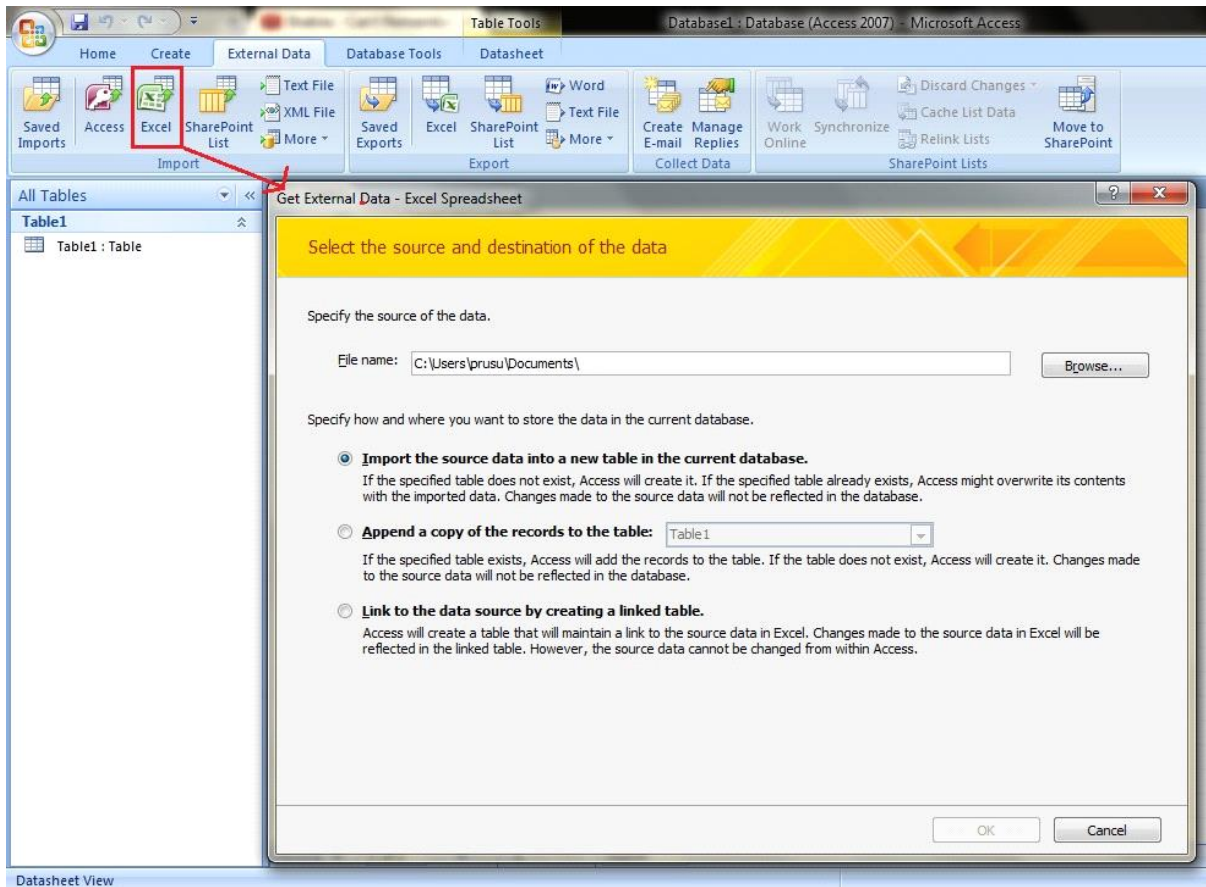 Table Tools
Database1 : Database (Access 2007) - Microsoft Access
Home Create External Data Database Tools Datasheet
Saved Imports
Access
Excel
SharePoint List
Text File
XML File
More
Import
Saved Exports
Excel
SharePoint List
Word
Text File
More
Export
Create E-mail
Manage Replies
Collect Data
Work Online
Synchronize
Discard Changes
Cache List Data
Relink Lists
Move to SharePoint
SharePoint Lists
All Tables
Table1
Table1 : Table
Get External Data - Excel Spreadsheet
Select the source and destination of the data
Specify the source of the data.
File name: C:\Users\prusu\Documents\
Browse...
Specify how and where you want to store the data in the current database.
Import the source data into a new table in the current database.
If the specified table does not exist, Access will create it. If the specified table already exists, Access might overwrite its contents
with the imported data. Changes made to the source data will not be reflected in the database.
Append a copy of the records to the table: Table1
If the specified table exists, Access will add the records to the table. If the table does not exist, Access will create it. Changes made
to the source data will not be reflected in the database.
Link to the data source by creating a linked table.
Access will create a table that will maintain a link to the source data in Excel. Changes made to the source data in Excel will be
reflected in the linked table. However, the source data cannot be changed from within Access.
OK Cancel
Datasheet View